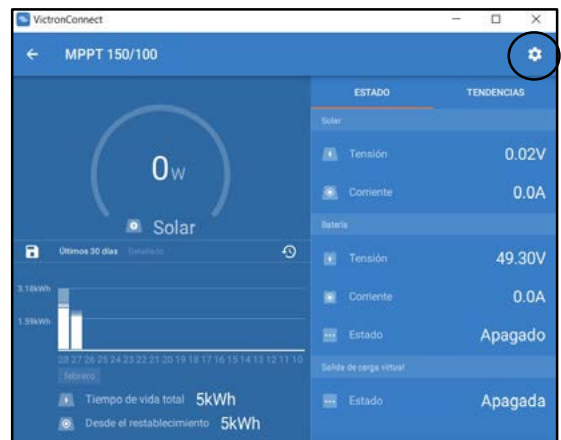 VictronConnect
MPPT 150/100
ESTADO TENDENCIAS
0W
Solar
Últimos 30 días Detallado
3.18kWh
1.59kWh
28 27 26 25 24 23 22 21 20 19 18 17 16 15 14 13 12 11 10
febrero
Tiempo de vida total 5kWh
Desde el restablecimiento 5kWh
Solar
Tensión 0.02V
Corriente 0.0A
Batería
Tensión 49.30V
Corriente 0.0A
Estado Apagado
Salida de carga virtual
Estado Apagada